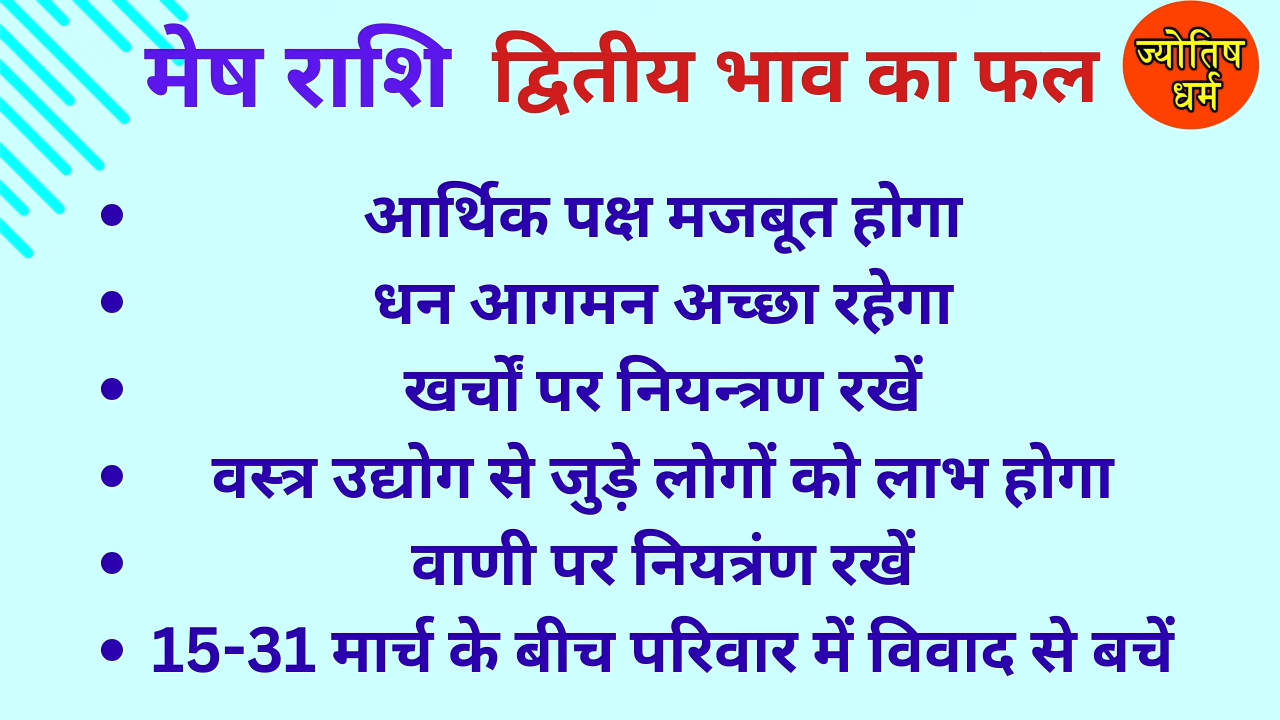 मेष राशि द्वितीय भाव का फल
ज्योतिष
धर्म
• आर्थिक पक्ष मजबूत होगा
• धन आगमन अच्छा रहेगा
• खर्चों पर नियन्त्रण रखें
• वस्त्र उद्योग से जुड़े लोगों को लाभ होगा
• वाणी पर नियत्रंण रखें
• 15-31 मार्च के बीच परिवार में विवाद से बचें